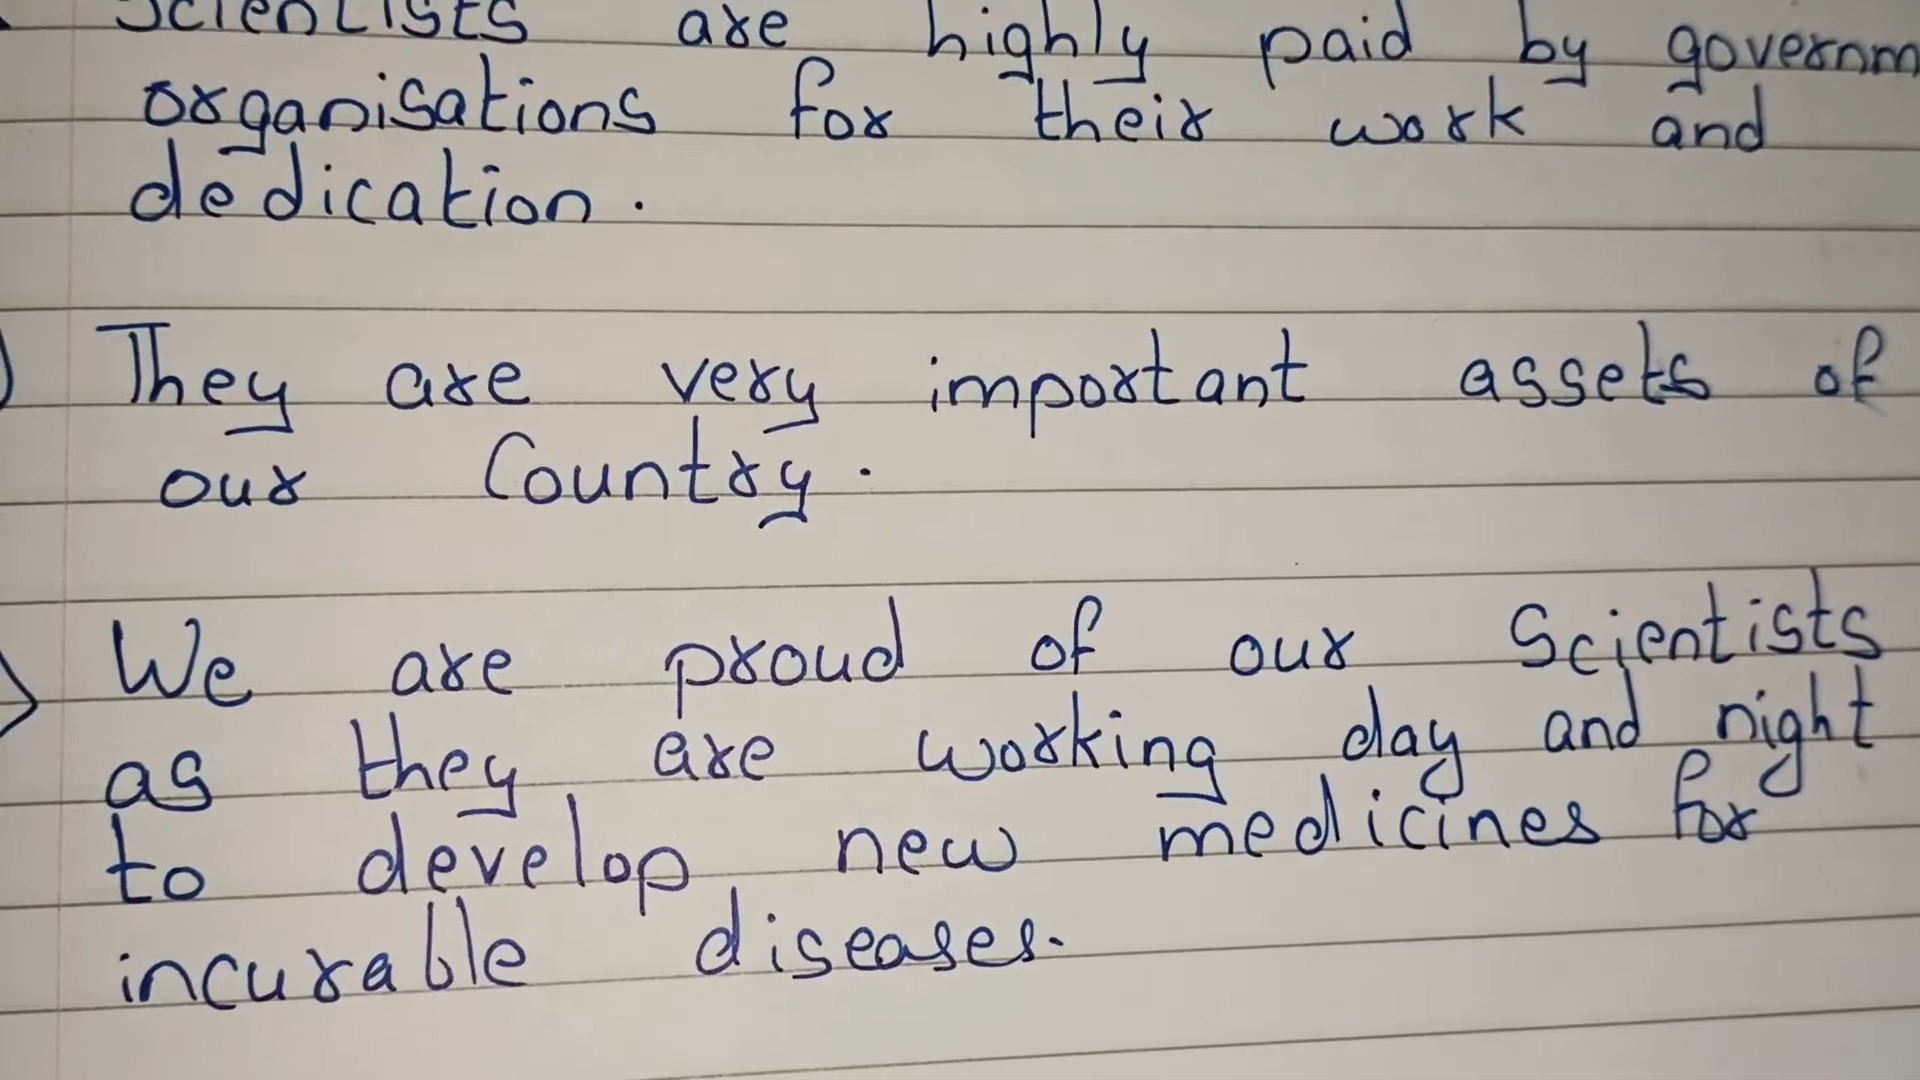 Scientists are highly paid by governm
organisations for their work and
dedication.
) They are very important assets of
our Country.
) We are proud of our Scientists
as they are working day and night
to develop new medicines for
incurable diseases.